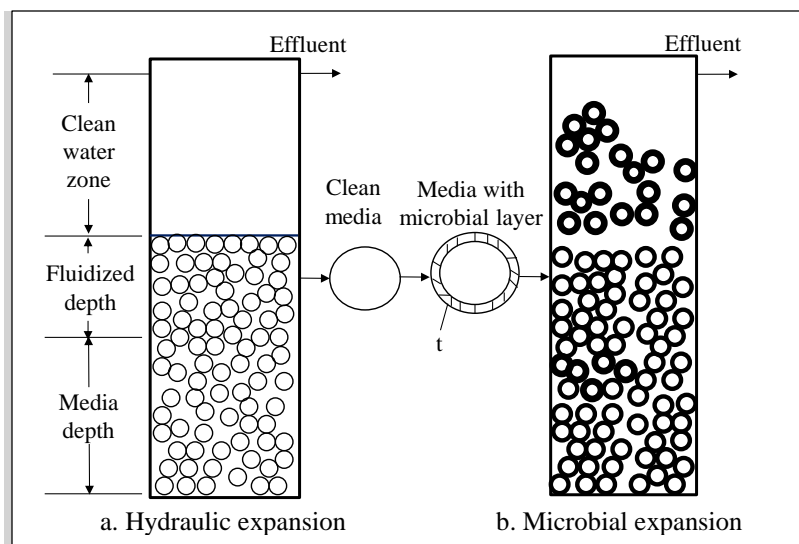 Effluent
Effluent
Clean
water
zone
Clean
media
Media with
microbial layer
Fluidized
depth
t
Media
depth
a. Hydraulic expansion
b. Microbial expansion